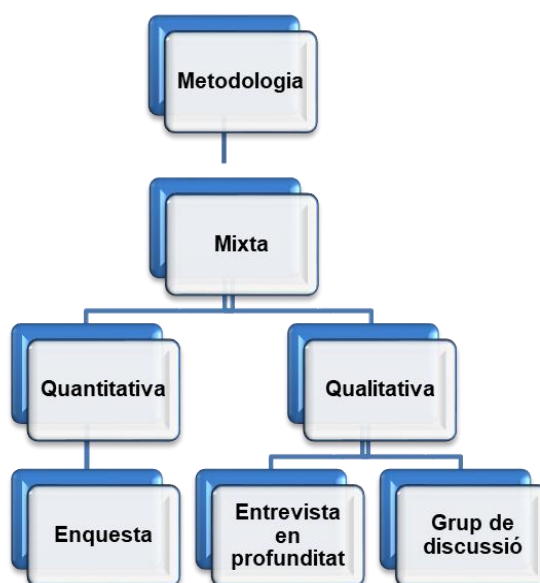 Metodologia
Mixta
Quantitativa
Qualitativa
Enquesta
Entrevista
en
profunditat
Grup de
discussió